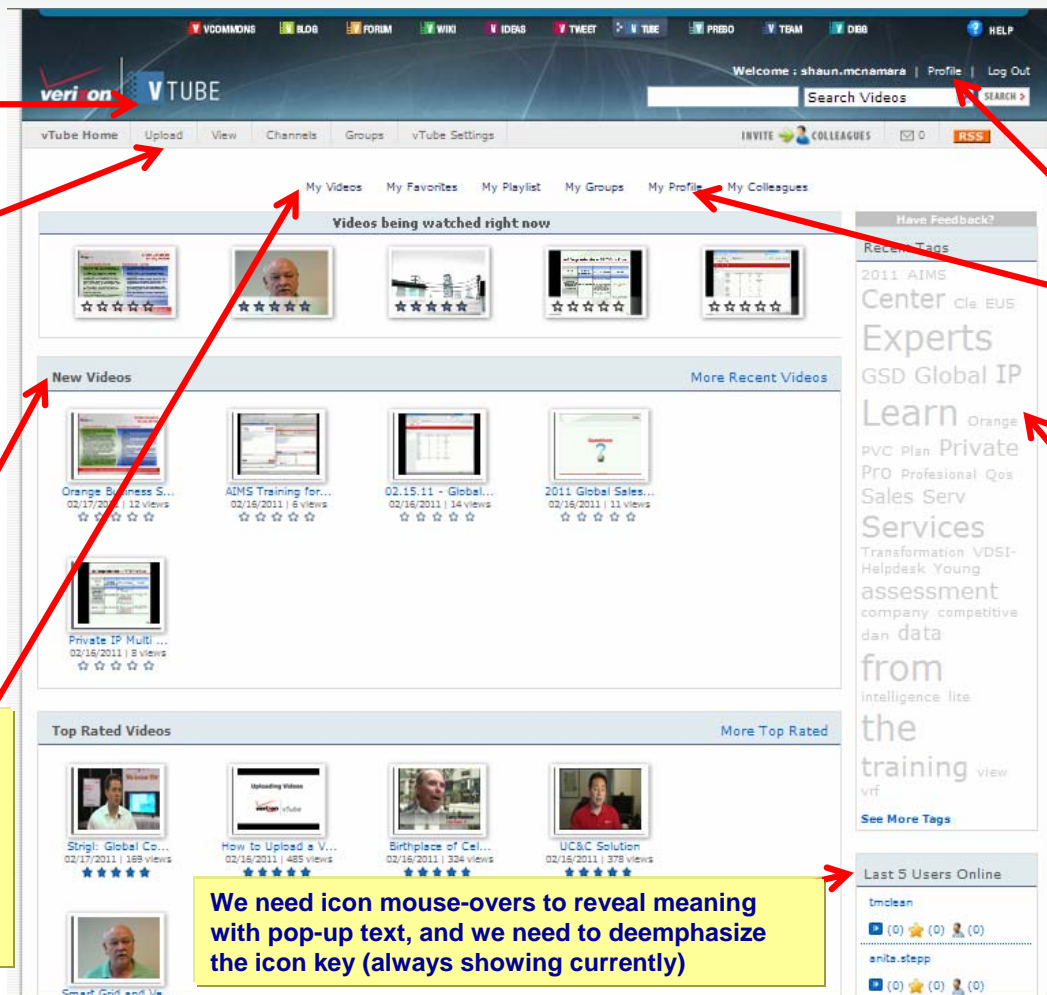 VCOMMONS BLOG FORUM WIKI IDEAS TWEET TUBE PREBO TEAM DIGG HELP
Welcome : shaun.mcnamara | Profile | Log Out
verizon VTUBE
Search Videos SEARCH
vTube Home Upload View Channels Groups vTube Settings INVITE COLLEAGUES 0 RSS
My Videos My Favorites My Playlist My Groups My Profile My Colleagues
Videos being watched right now
New Videos More Recent Videos
Orange Business S... AIMS Training for... 02.15.11 - Global... 2011 Global Sales...
02/17/2011 | 12 views 02/16/2011 | 6 views 02/16/2011 | 14 views 02/16/2011 | 11 views
Private IP Multi ...
02/16/2011 | 8 views
Top Rated Videos More Top Rated
Uploading Videos
verizon vTube
Strigl: Global Co... How to Upload a V... Birthplace of Cel... UC&C Solution
02/17/2011 | 169 views 02/16/2011 | 485 views 02/16/2011 | 324 views 02/16/2011 | 378 views
We need icon mouse-overs to reveal meaning
with pop-up text, and we need to deemphasize
the icon key (always showing currently)
Smart Grid and Ve...
Have Feedback?
Recent Tags
2011 AIMS
Center Cle EUS
Experts
GSD Global IP
Learn Orange
PVC Plan Private
Pro Profesional Qos
Sales Serv
Services
Transformation VDSI-
Helpdesk Young
assessment
company competitive
dan data
from
intelligence lite
the
training view
vrf
See More Tags
Last 5 Users Online
tmclean
(0) (0) (0)
anita.stepp
(0) (0) (0)